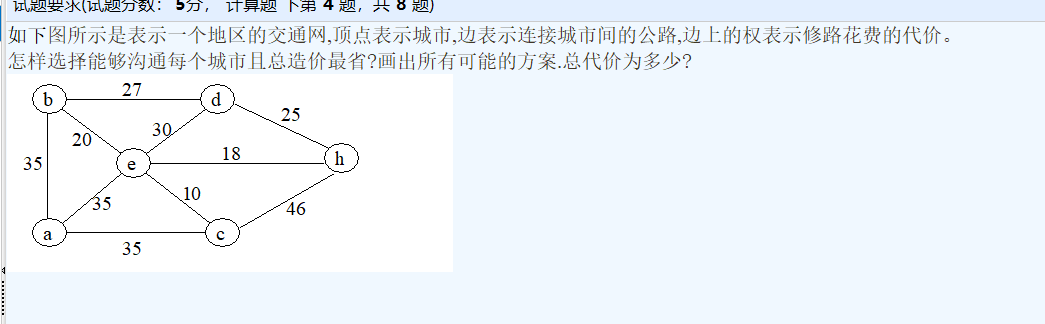 试题要求(试题分数： 5分， 计算题 下第 4 题，共 8 题)
如下图所示是表示一个地区的交通网,顶点表示城市,边表示连接城市间的公路,边上的权表示修路花费的代价。
怎样选择能够沟通每个城市且总造价最省?画出所有可能的方案.总代价为多少?
b 27 d
25
20 30
35 e 18 h
35 10
46
a c
35